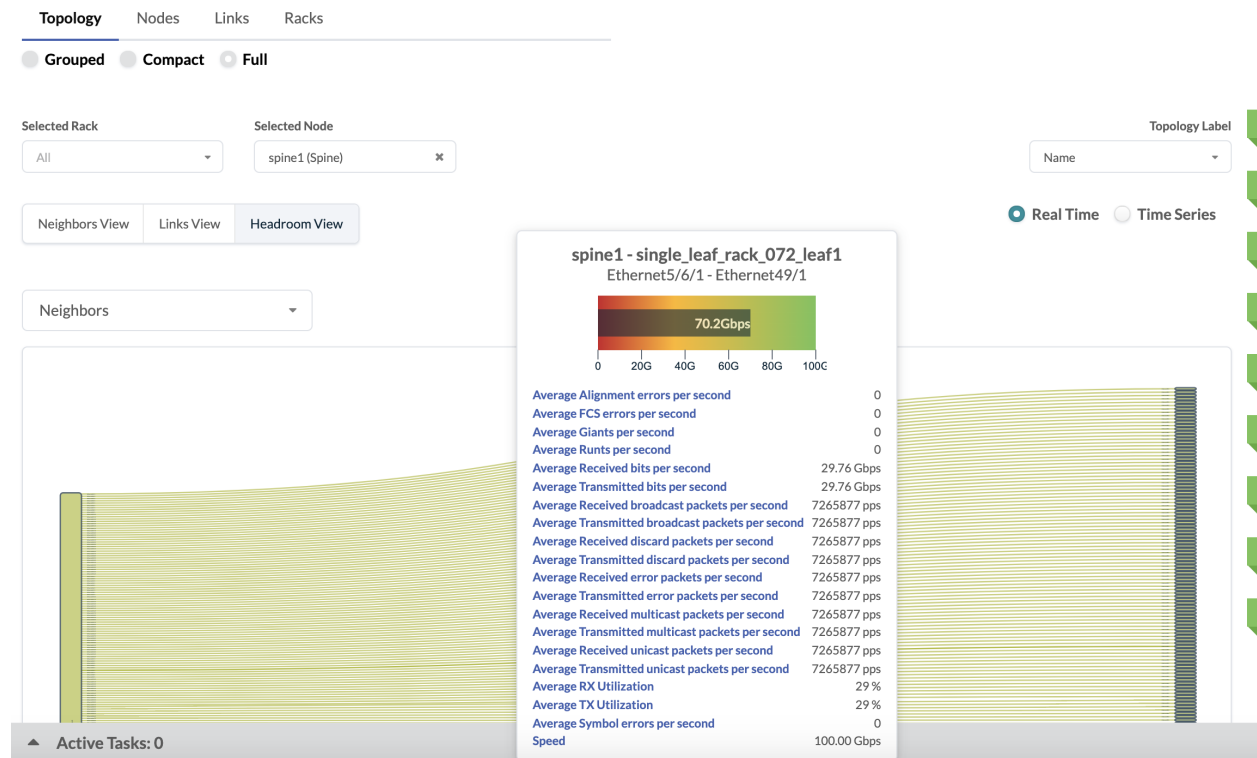 Topology Nodes Links Racks
Grouped Compact Full
Selected Rack Selected Node Topology Label
All spine1 (Spine) Name
Neighbors View Links View Headroom View Real Time Time Series
Neighbors
spine1 - single_leaf_rack_072_leaf1
Ethernet5/6/1 - Ethernet49/1
70.2Gbps
0 20G 40G 60G 80G 100G
Average Alignment errors per second 0
Average FCS errors per second 0
Average Giants per second 0
Average Runts per second 0
Average Received bits per second 29.76 Gbps
Average Transmitted bits per second 29.76 Gbps
Average Received broadcast packets per second 7265877 pps
Average Transmitted broadcast packets per second 7265877 pps
Average Received discard packets per second 7265877 pps
Average Transmitted discard packets per second 7265877 pps
Average Received error packets per second 7265877 pps
Average Transmitted error packets per second 7265877 pps
Average Received multicast packets per second 7265877 pps
Average Transmitted multicast packets per second 7265877 pps
Average Received unicast packets per second 7265877 pps
Average Transmitted unicast packets per second 7265877 pps
Average RX Utilization 29 %
Average TX Utilization 29 %
Average Symbol errors per second 0
Speed 100.00 Gbps
Active Tasks: 0